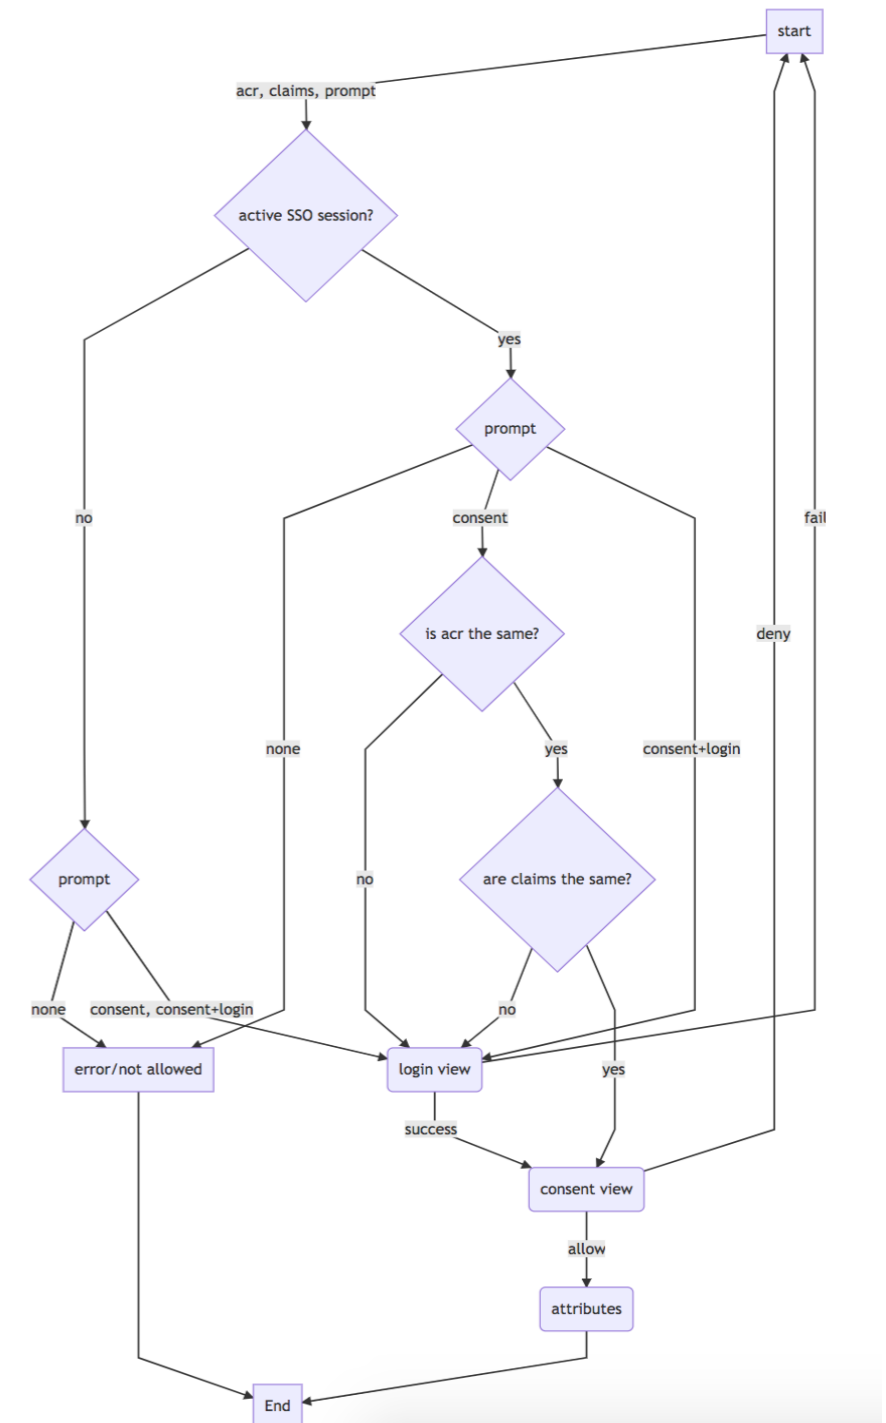 start
acr, claims, prompt
active SSO session?
yes
prompt
no
consent
fail
is acr the same?
deny
none
yes
consent+login
prompt
no
are claims the same?
none
consent, consent+login
no
error/not allowed
login view
yes
success
consent view
allow
attributes
End